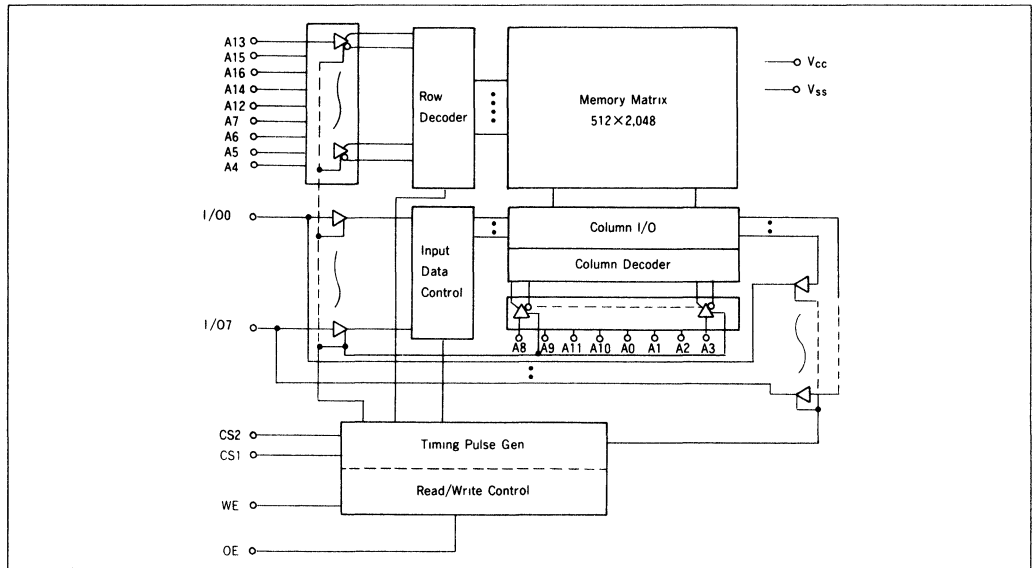 A13
A15
A16
A14
A12
A7
A6
A5
A4
Row
Decoder
Memory Matrix
512×2,048
Vcc
Vss
I/O0
I/O7
Input
Data
Control
Column I/O
Column Decoder
A8 A9 A11 A10 A0 A1 A2 A3
CS2
CS1
WE
OE
Timing Pulse Gen
Read/Write Control